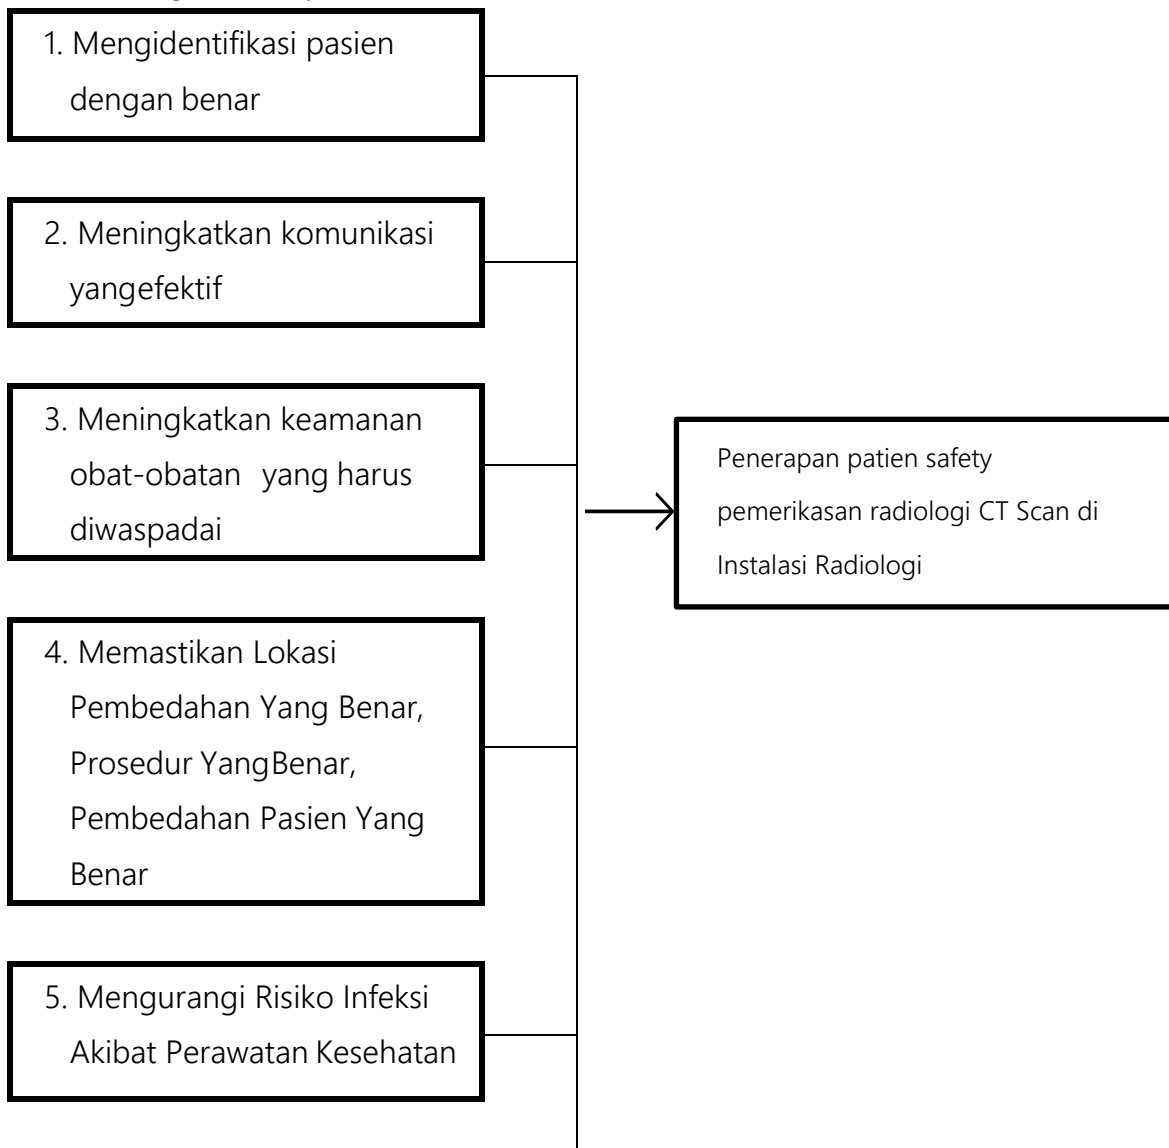 1. Mengidentifikasi pasien
dengan benar
2. Meningkatkan komunikasi
yangefektif
3. Meningkatkan keamanan
obat-obatan yang harus
diwaspadai
Penerapan patien safety
pemerikasan radiologi CT Scan di
Instalasi Radiologi
4. Memastikan Lokasi
Pembedahan Yang Benar,
Prosedur YangBenar,
Pembedahan Pasien Yang
Benar
5. Mengurangi Risiko Infeksi
Akibat Perawatan Kesehatan